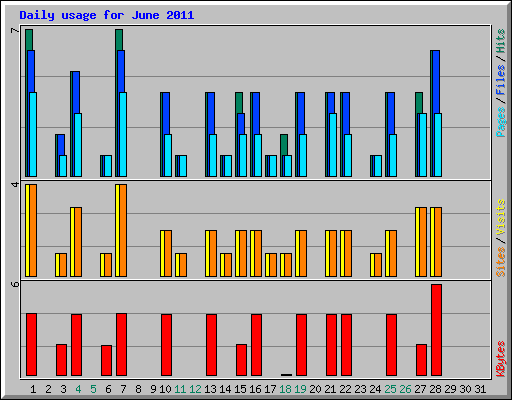 Daily usage for June 2011
7
Pages/Files/Hits
4
Sites/Visits
6
KBytes
1 2 3 4 5 6 7 8 9 10 11 12 13 14 15 16 17 18 19 20 21 22 23 24 25 26 27 28 29 30 31